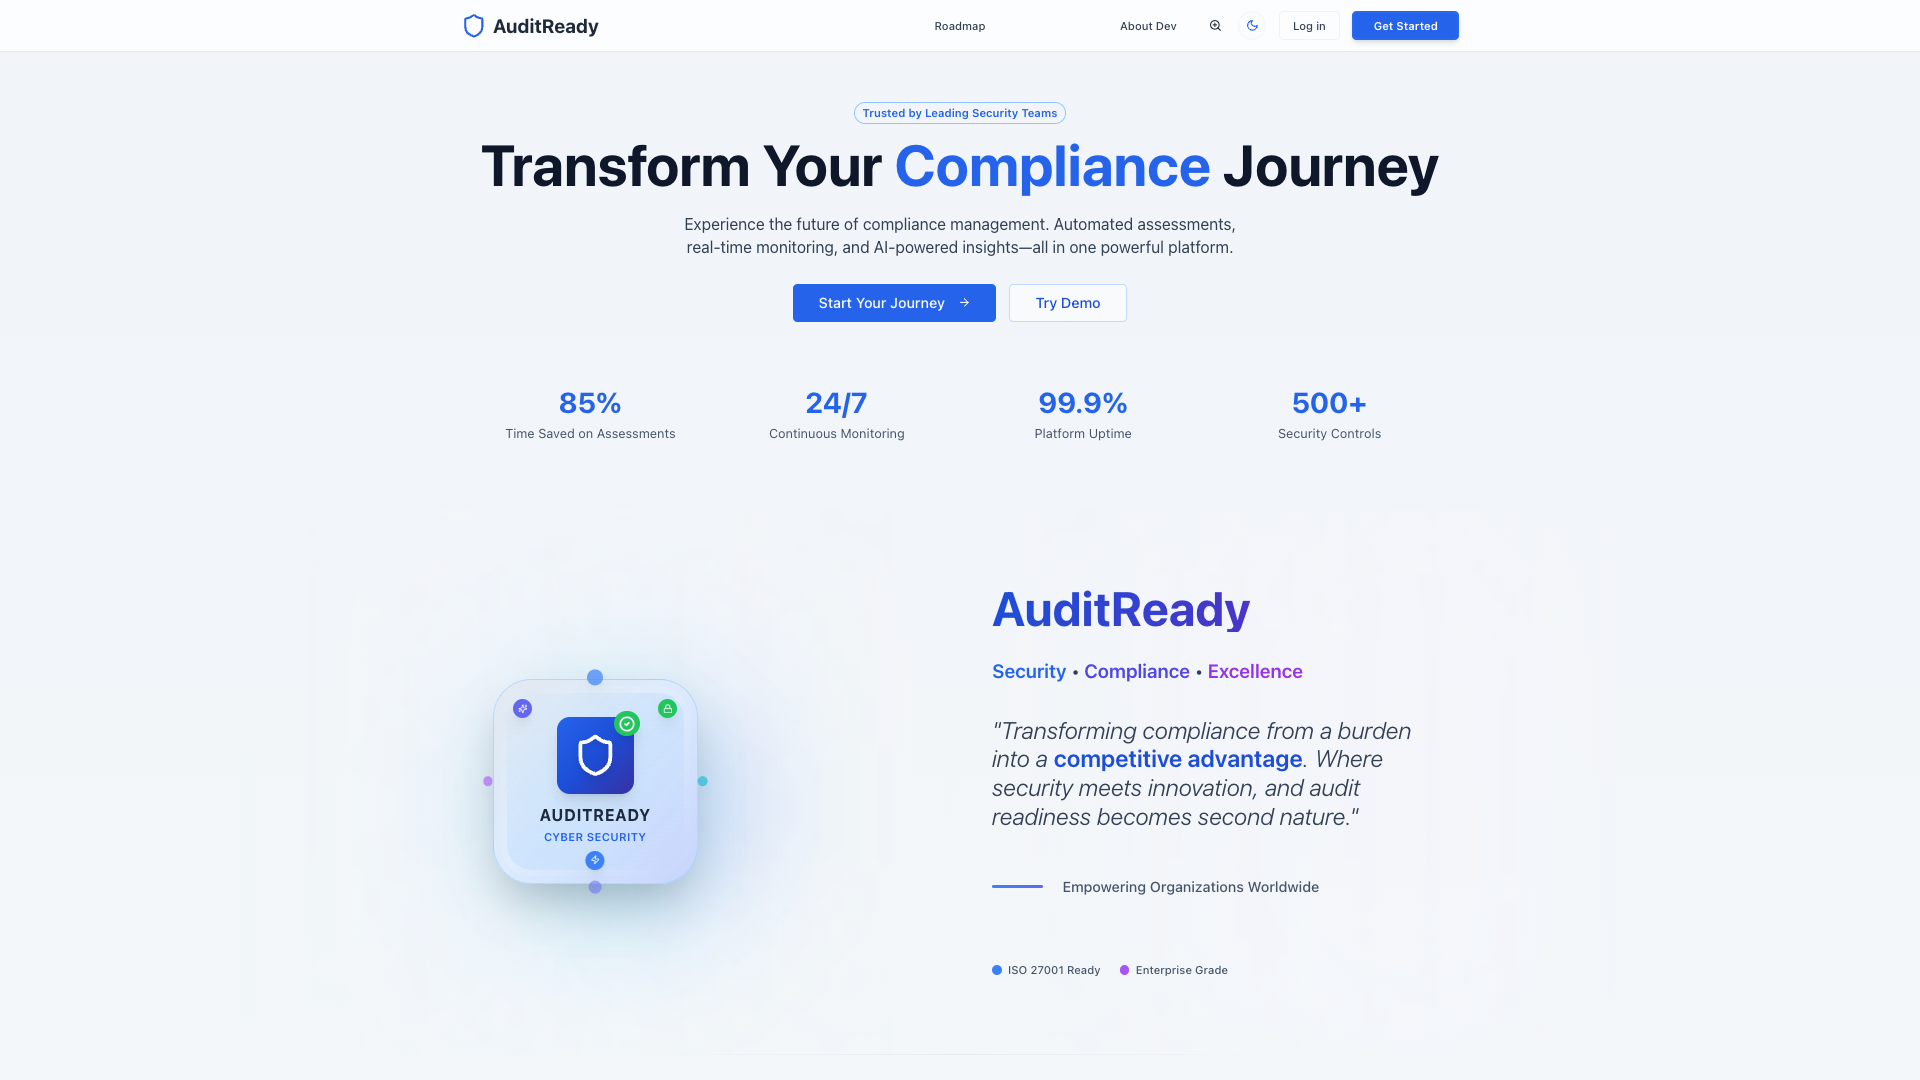 AuditReady
Roadmap
About Dev
Log in
Get Started
Trusted by Leading Security Teams
Transform Your Compliance Journey
Experience the future of compliance management. Automated assessments,
real-time monitoring, and AI-powered insights—all in one powerful platform.
Start Your Journey
Try Demo
85%
Time Saved on Assessments
24/7
Continuous Monitoring
99.9%
Platform Uptime
500+
Security Controls
AUDITREADY
CYBER SECURITY
AuditReady
Security • Compliance • Excellence
"Transforming compliance from a burden
into a competitive advantage. Where
security meets innovation, and audit
readiness becomes second nature."
Empowering Organizations Worldwide
ISO 27001 Ready
Enterprise Grade